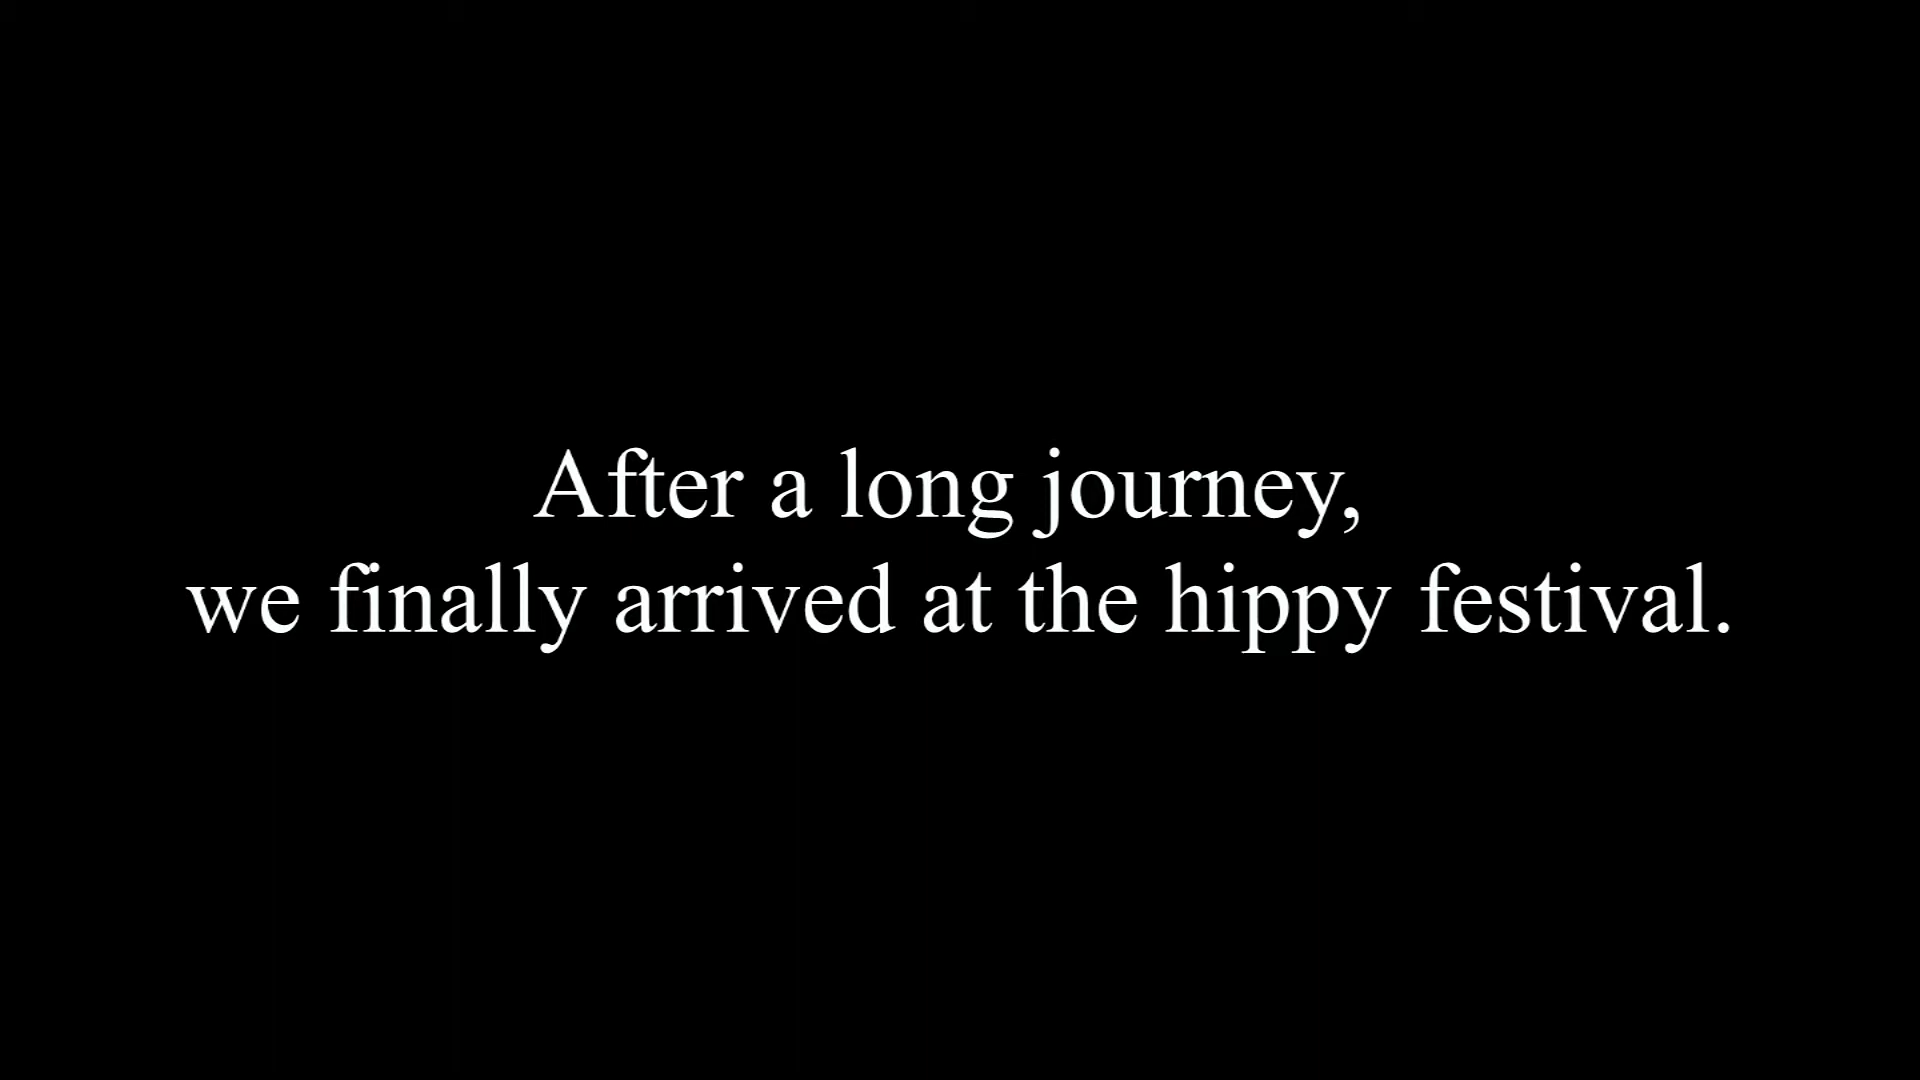 After a long journey,
we finally arrived at the hippy festival.